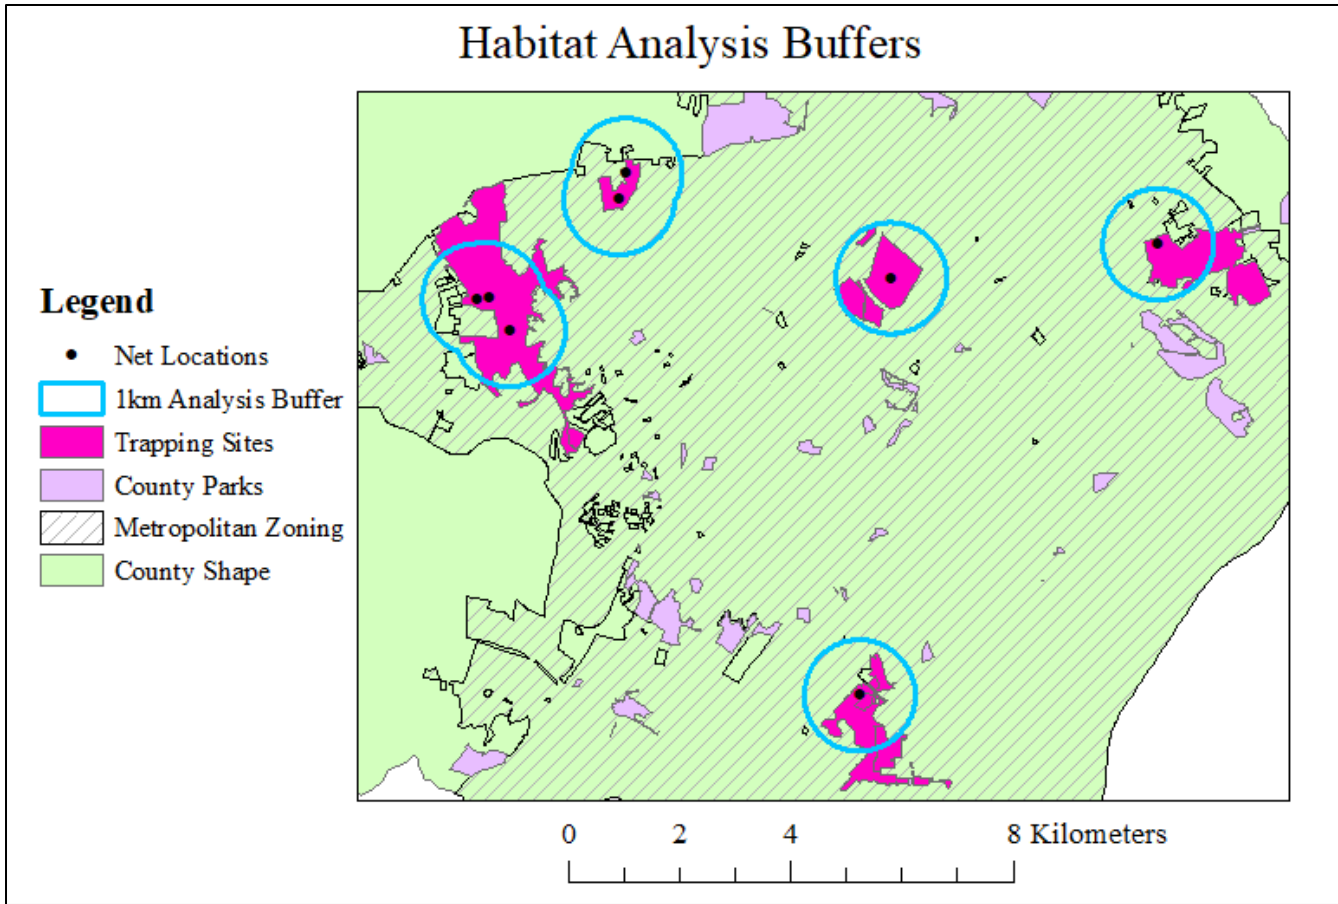 Habitat Analysis Buffers
Legend
Net Locations
1km Analysis Buffer
Trapping Sites
County Parks
Metropolitan Zoning
County Shape
0 2 4 8 Kilometers